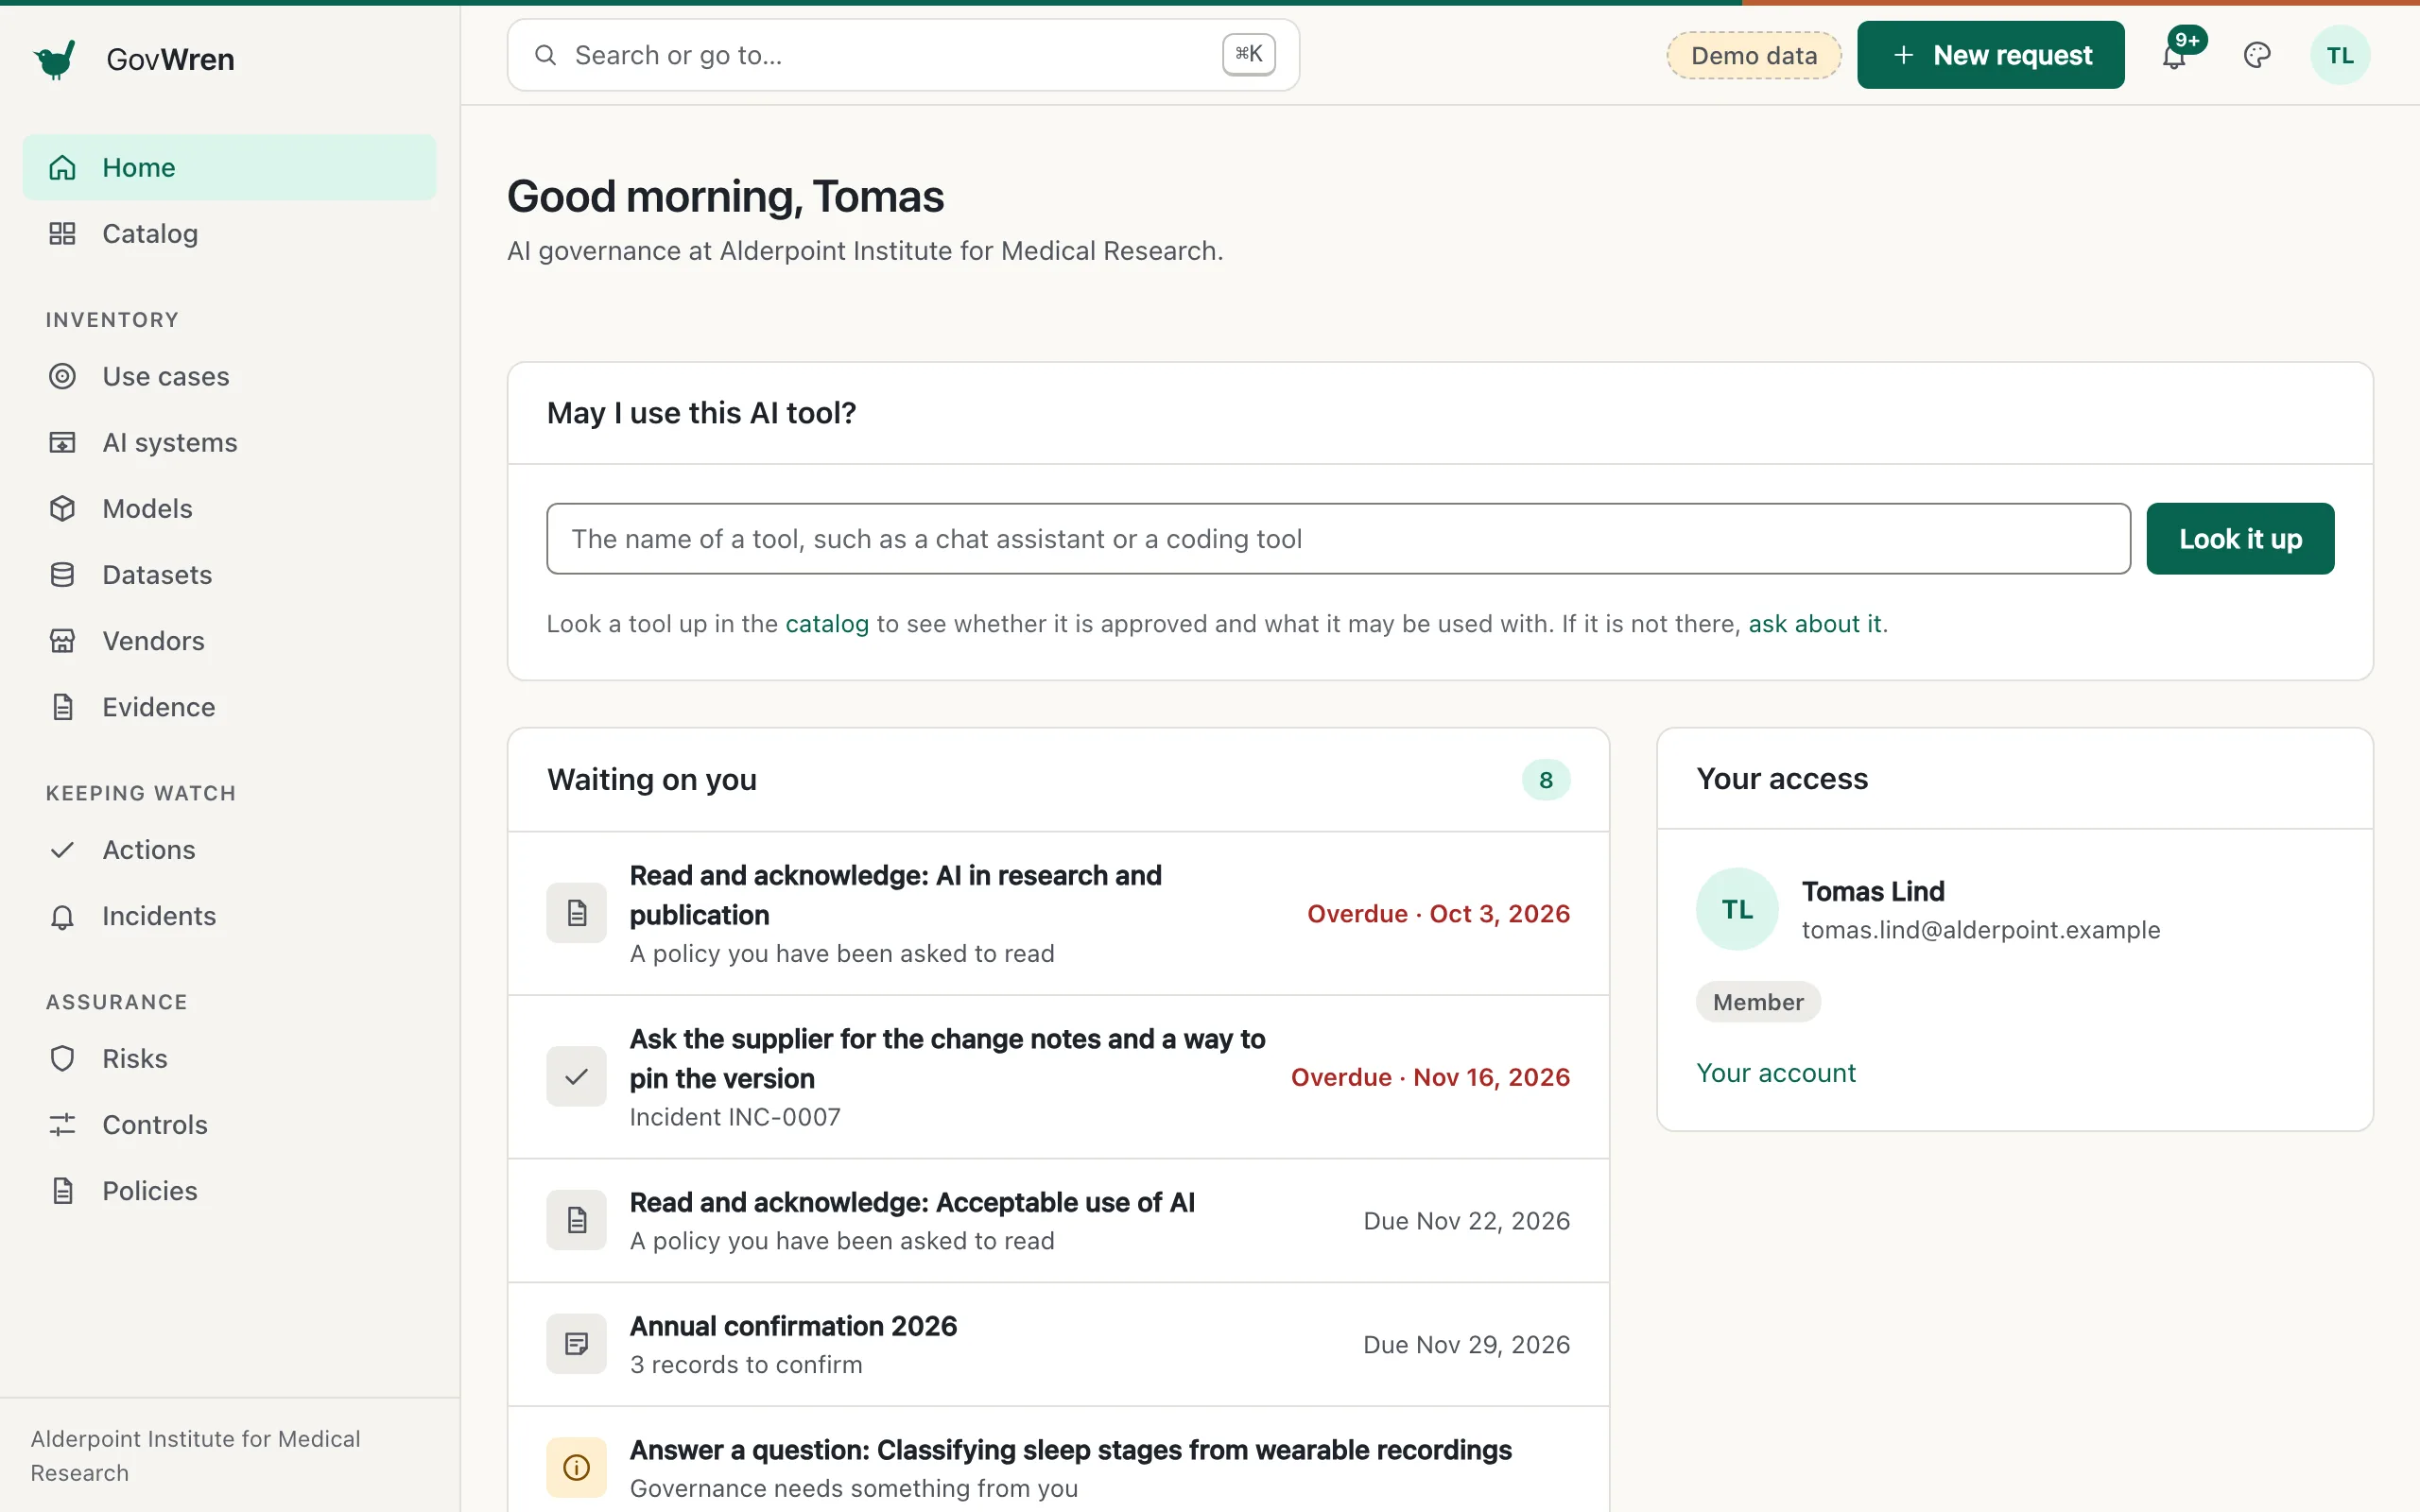 GovWren
Search or go to...
⌘K
Demo data
+ New request
9+
TL
Home
Catalog
INVENTORY
Use cases
AI systems
Models
Datasets
Vendors
Evidence
KEEPING WATCH
Actions
Incidents
ASSURANCE
Risks
Controls
Policies
Alderpoint Institute for Medical
Research
Good morning, Tomas
AI governance at Alderpoint Institute for Medical Research.
May I use this AI tool?
The name of a tool, such as a chat assistant or a coding tool
Look it up
Look a tool up in the catalog to see whether it is approved and what it may be used with. If it is not there, ask about it.
Waiting on you
8
Read and acknowledge: AI in research and
publication
A policy you have been asked to read
Overdue · Oct 3, 2026
Ask the supplier for the change notes and a way to
pin the version
Incident INC-0007
Overdue · Nov 16, 2026
Read and acknowledge: Acceptable use of AI
A policy you have been asked to read
Due Nov 22, 2026
Annual confirmation 2026
3 records to confirm
Due Nov 29, 2026
Answer a question: Classifying sleep stages from wearable recordings
Governance needs something from you
Your access
TL
Tomas Lind
tomas.lind@alderpoint.example
Member
Your account